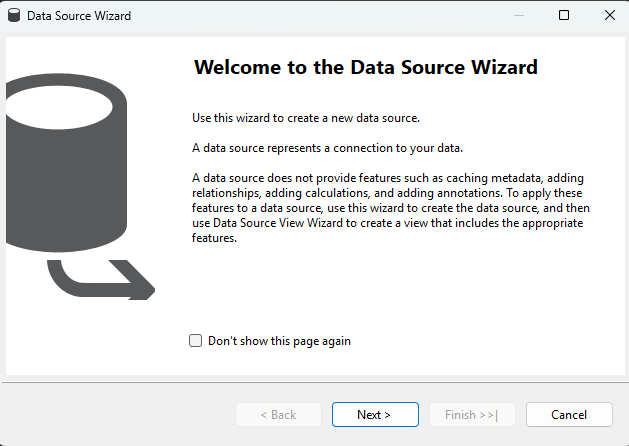 Data Source Wizard
Welcome to the Data Source Wizard
Use this wizard to create a new data source.
A data source represents a connection to your data.
A data source does not provide features such as caching metadata, adding
relationships, adding calculations, and adding annotations. To apply these
features to a data source, use this wizard to create the data source, and then
use Data Source View Wizard to create a view that includes the appropriate
features.
Don't show this page again
< Back
Next >
Finish >>|
Cancel